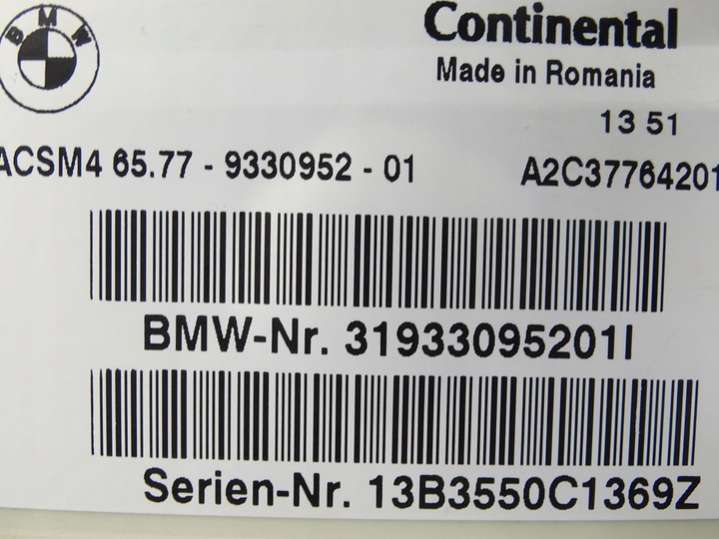 BMW
Continental
Made in Romania
13 51
ACSM4 65.77 - 9330952 - 01 A2C37764201
BMW-Nr. 31933095201I
Serien-Nr. 13B3550C1369Z